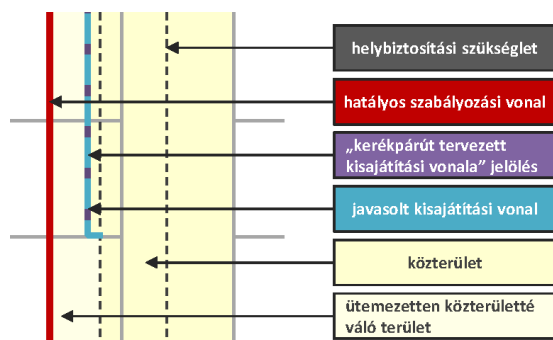 helybiztosítási szükséglet
hatályos szabályozási vonal
„kerékpárút tervezett
kisajátítási vonala” jelölés
javasolt kisajátítási vonal
közterület
ütemezetten közterületté
váló terület